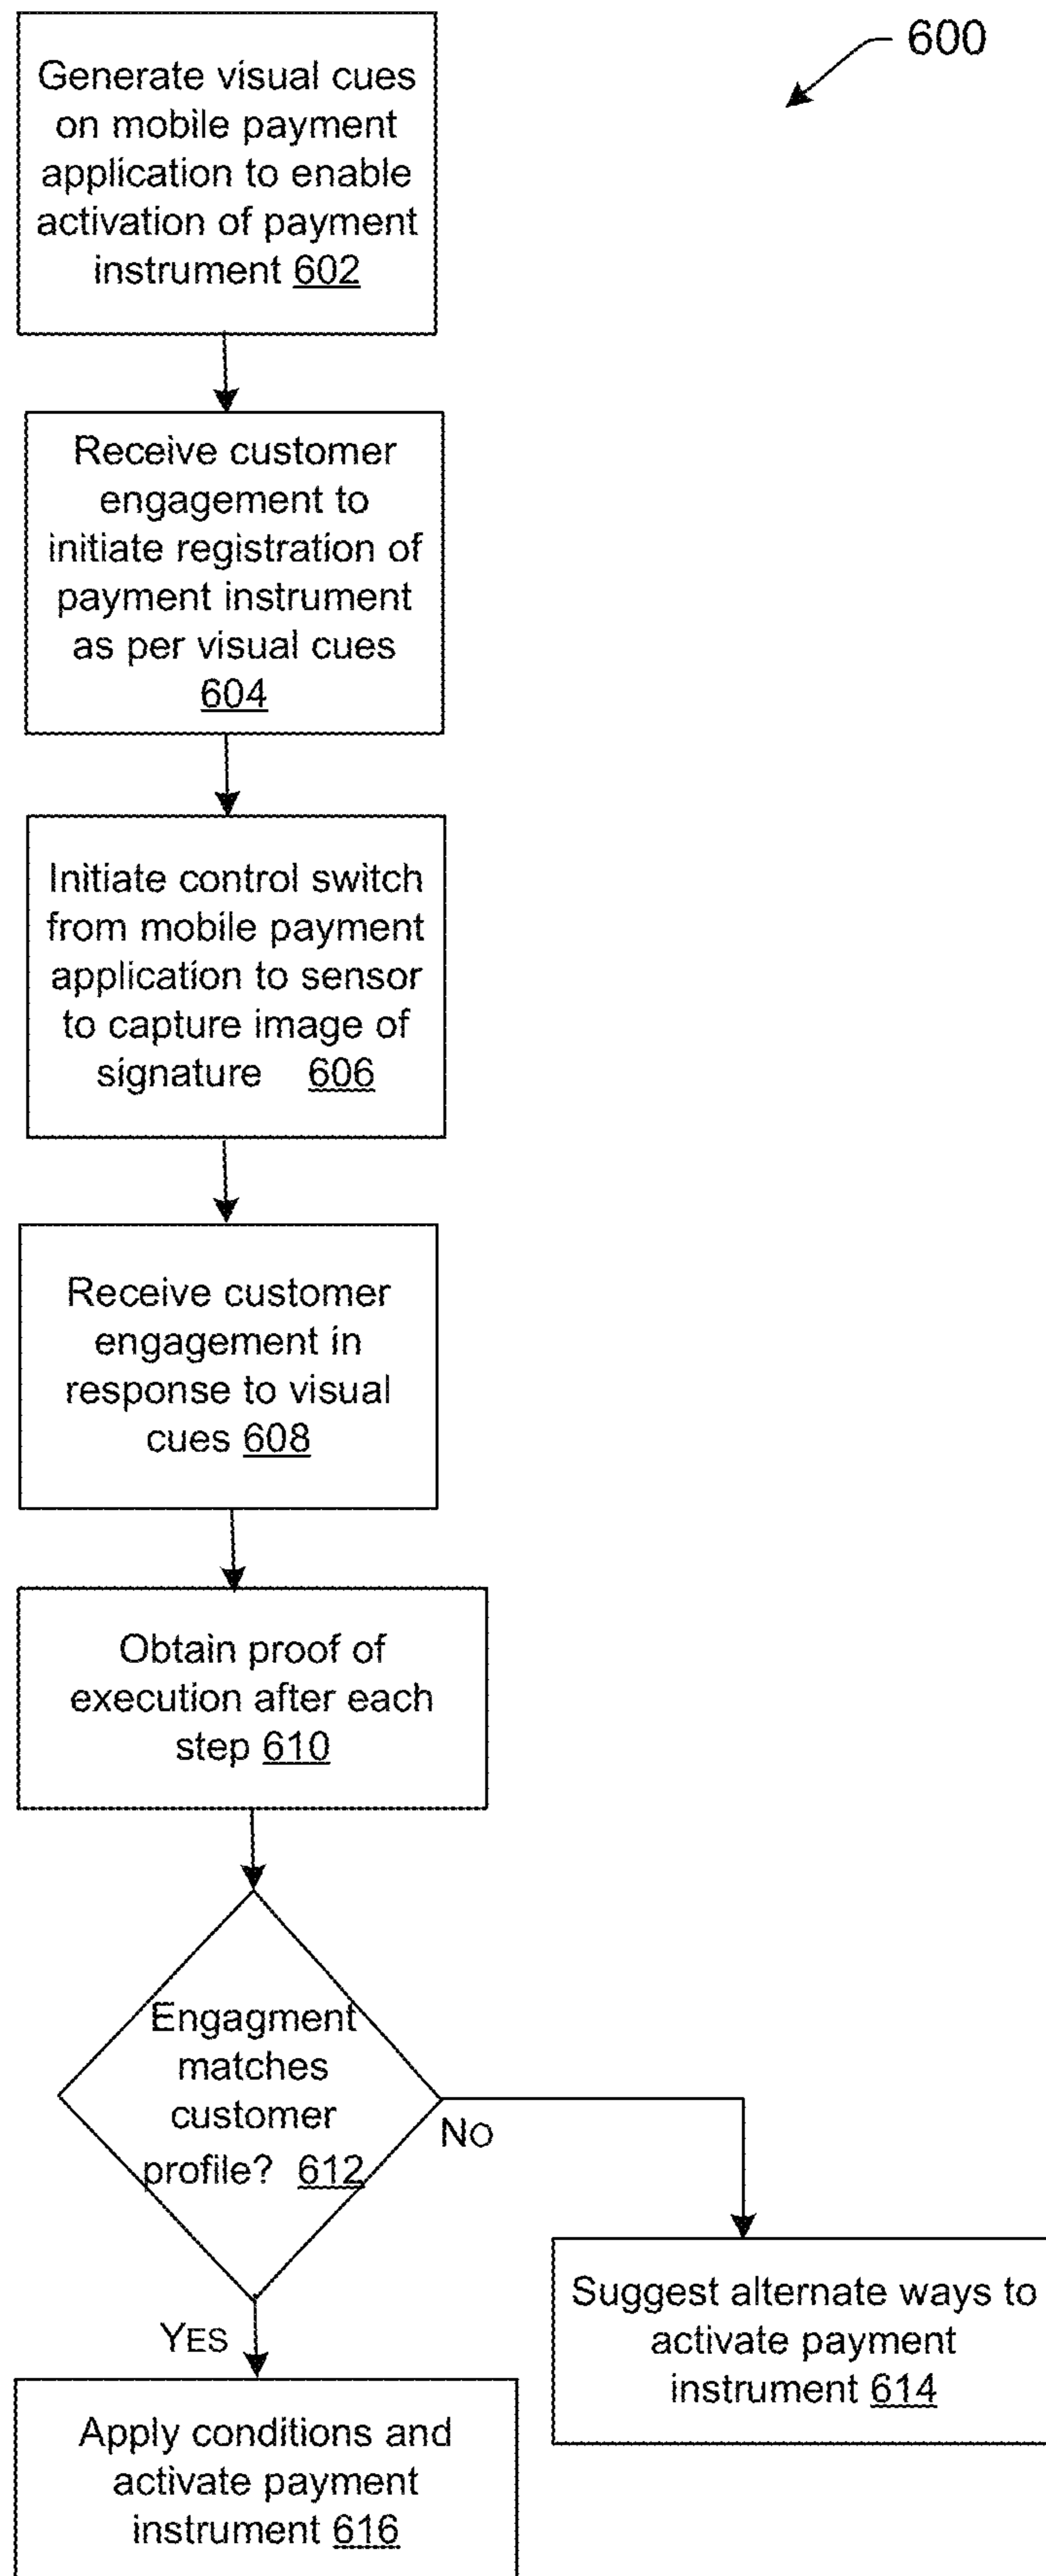 600
Generate visual cues
on mobile payment
application to enable
activation of payment
instrument 602
Receive customer
engagement to
initiate registration of
payment instrument
as per visual cues
604
Initiate control switch
from mobile payment
application to sensor
to capture image of
signature 606
Receive customer
engagement in
response to visual
cues 608
Obtain proof of
execution after each
step 610
Engagment
matches
customer
profile? 612
NO
YES
Suggest alternate ways to
activate payment
instrument 614
Apply conditions and
activate payment
instrument 616